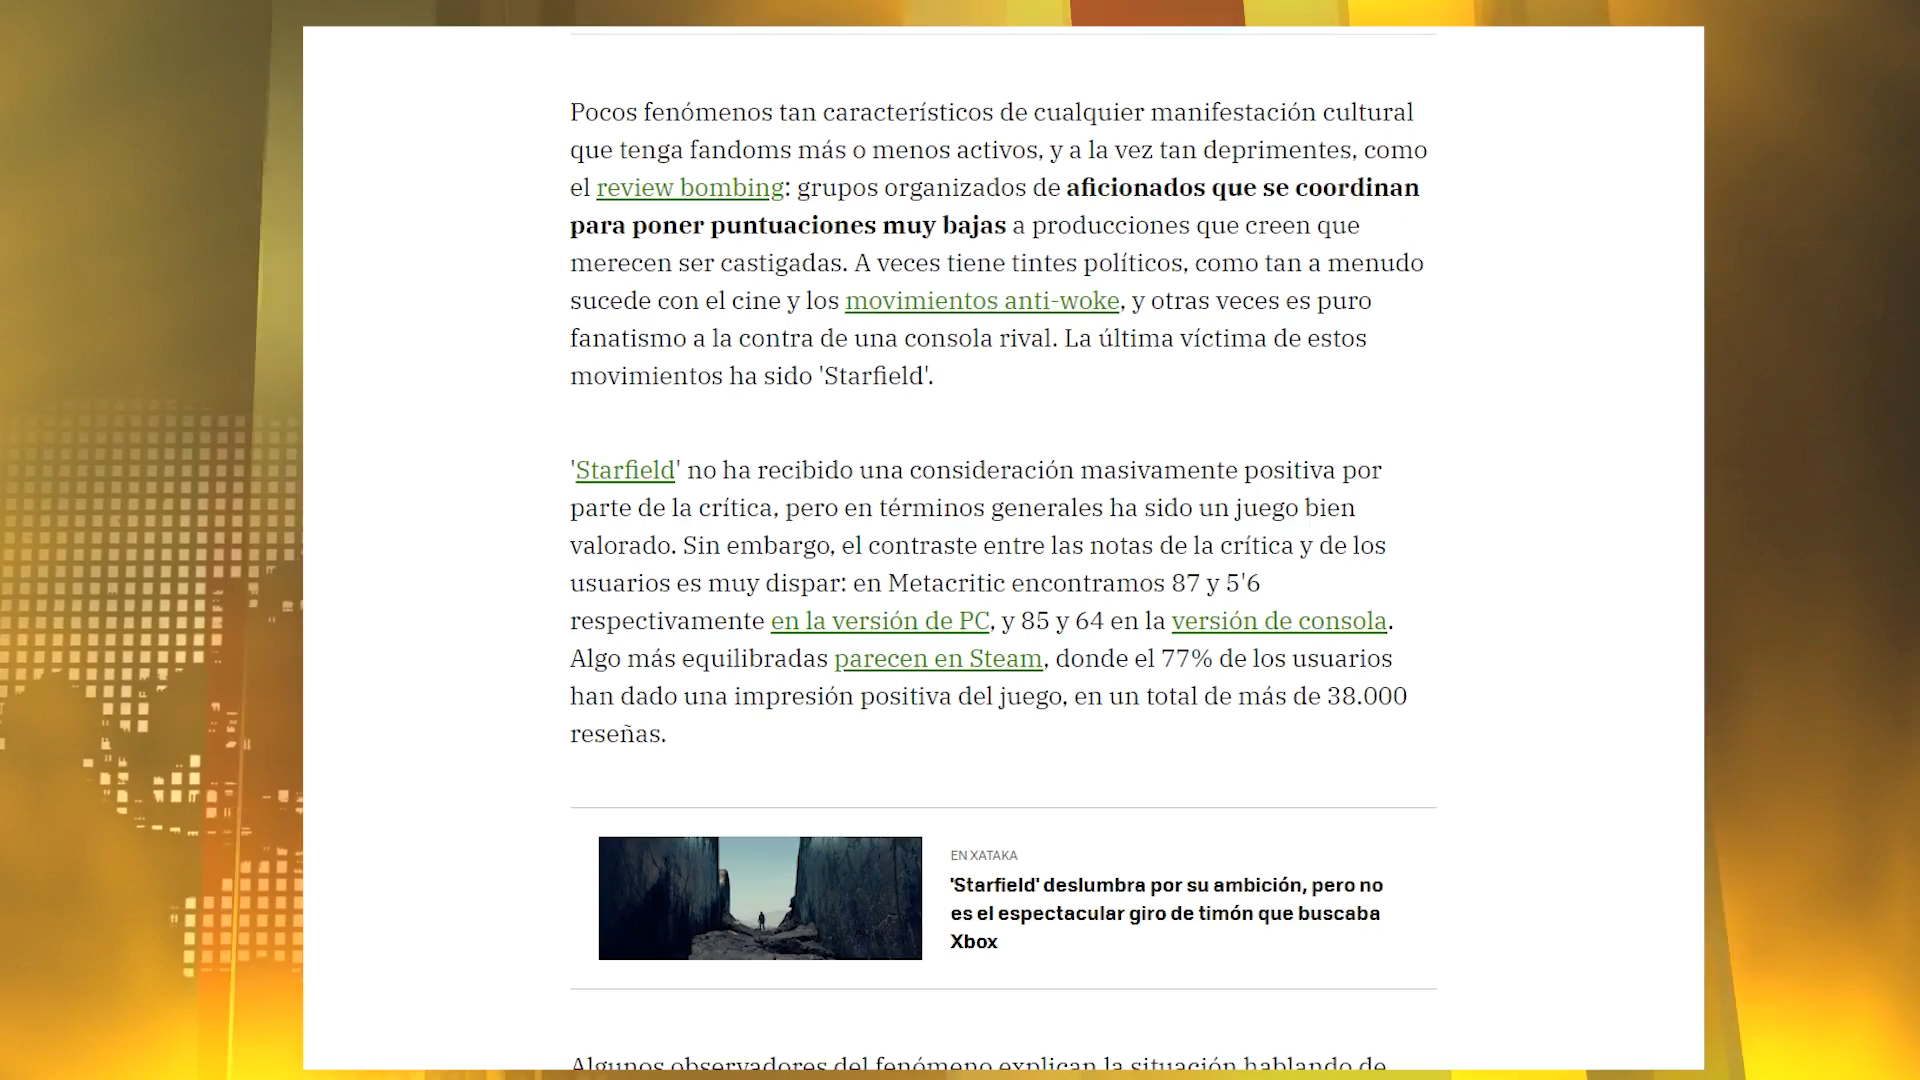 Pocos fenómenos tan característicos de cualquier manifestación cultural
que tenga fandoms más o menos activos, y a la vez tan deprimentes, como
el review bombing: grupos organizados de aficionados que se coordinan
para poner puntuaciones muy bajas a producciones que creen que
merecen ser castigadas. A veces tiene tintes políticos, como tan a menudo
sucede con el cine y los movimientos anti-woke, y otras veces es puro
fanatismo a la contra de una consola rival. La última víctima de estos
movimientos ha sido 'Starfield'.
'Starfield' no ha recibido una consideración masivamente positiva por
parte de la crítica, pero en términos generales ha sido un juego bien
valorado. Sin embargo, el contraste entre las notas de la crítica y de los
usuarios es muy dispar: en Metacritic encontramos 87 y 5'6
respectivamente en la versión de PC, y 85 y 64 en la versión de consola.
Algo más equilibradas parecen en Steam, donde el 77% de los usuarios
han dado una impresión positiva del juego, en un total de más de 38.000
reseñas.
EN XATAKA
'Starfield' deslumbra por su ambición, pero no
es el espectacular giro de timón que buscaba
Xbox
Algunos observadores del fenómeno explican la situación hablando de